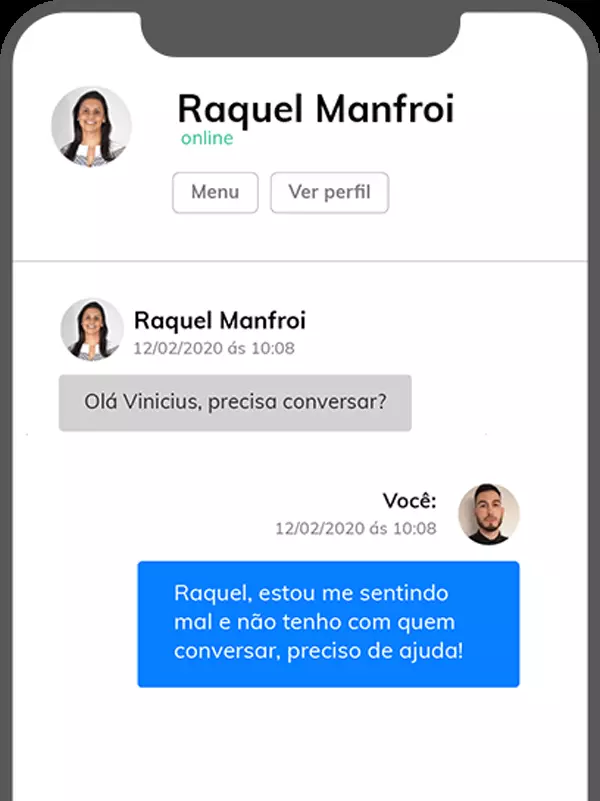 Raquel Manfroi
online
Menu
Ver perfil
Raquel Manfroi
12/02/2020 ás 10:08
Olá Vinicius, precisa conversar?
Você:
12/02/2020 ás 10:08
Raquel, estou me sentindo
mal e não tenho com quem
conversar, preciso de ajuda!